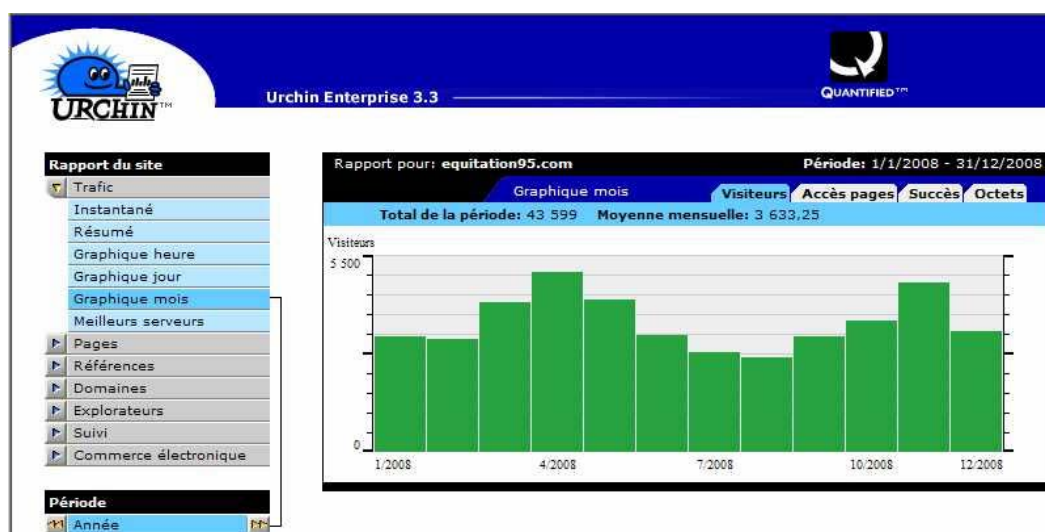 URCHIN™
Urchin Enterprise 3.3
QUANTIFIED™
Rapport du site
Trafic
Instantané
Résumé
Graphique heure
Graphique jour
Graphique mois
Meilleurs serveurs
Pages
Références
Domaines
Explorateurs
Suivi
Commerce électronique
Période
Année
Rapport pour: equitation95.com Période: 1/1/2008 - 31/12/2008
Graphique mois Visiteurs Accès pages Succès Octets
Total de la période: 43 599 Moyenne mensuelle: 3 633,25
Visiteurs
5 500
0
1/2008 4/2008 7/2008 10/2008 12/2008